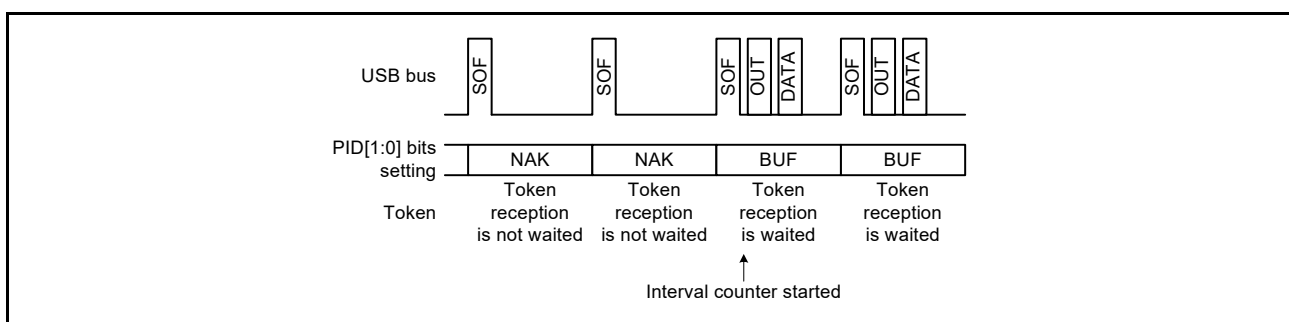 USB bus
SOF
SOF
SOF
OUT
DATA
SOF
OUT
DATA
PID[1:0] bits
setting
NAK
NAK
BUF
BUF
Token
Token
reception
is not waited
Token
reception
is not waited
Token
reception
is waited
Token
reception
is waited
Interval counter started